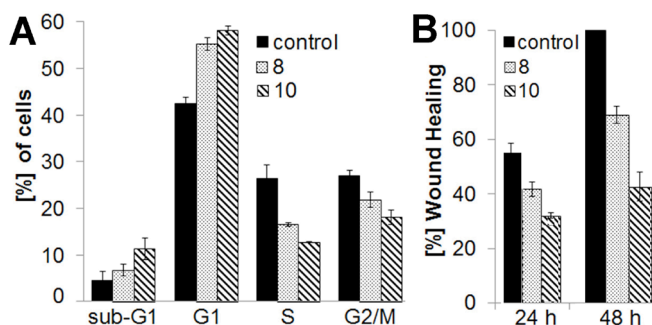 A
[%] of cells
60
50
40
30
20
10
0
control
8
10
sub-G1 G1 S G2/M
B
[%] Wound Healing
100
80
60
40
20
0
control
8
10
24 h 48 h